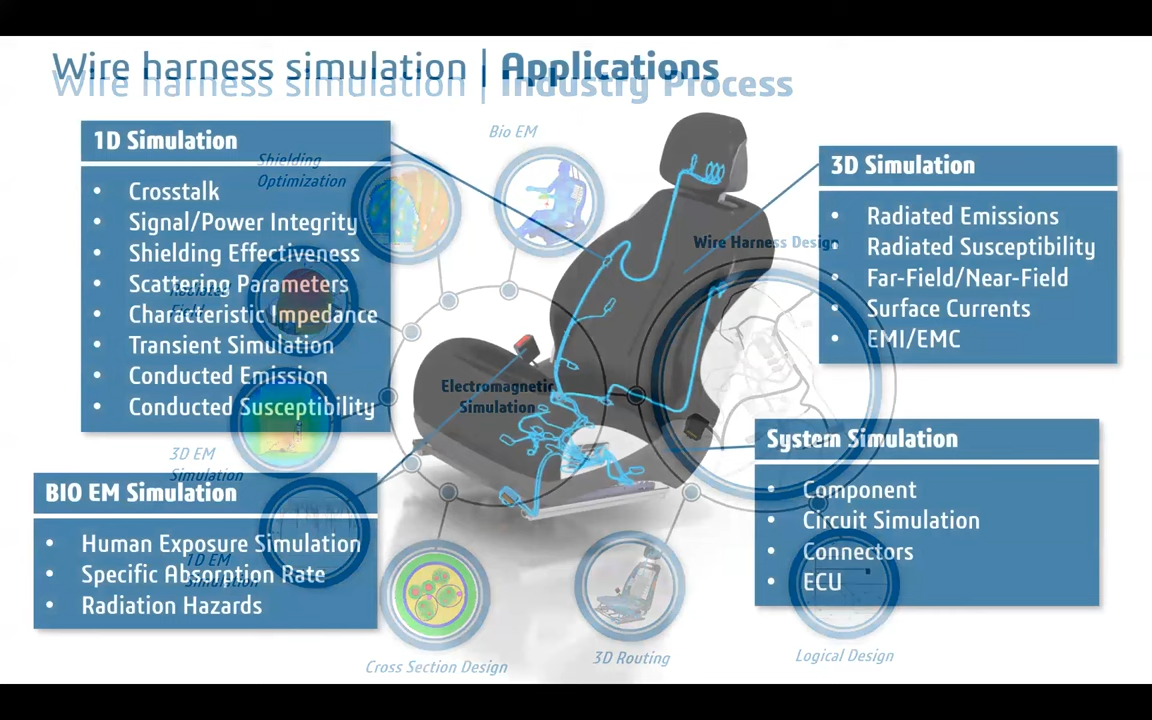 Wire harness simulation | Applications
Wire harness simulation | Industry Process
1D Simulation
• Crosstalk
• Signal/Power Integrity
• Shielding Effectiveness
• Scattering Parameters
• Characteristic Impedance
• Transient Simulation
• Conducted Emission
• Conducted Susceptibility
BIO EM Simulation
• Human Exposure Simulation
• Specific Absorption Rate
• Radiation Hazards
3D Simulation
• Radiated Emissions
• Radiated Susceptibility
• Far-Field/Near-Field
• Surface Currents
• EMI/EMC
System Simulation
• Component
• Circuit Simulation
• Connectors
• ECU
Bio EM
Shielding
Optimization
Radiated
Field
3D EM
Simulation
1D EM
Simulation
Cross Section Design
3D Routing
Logical Design
Electromagnetic
Simulation
Wire Harness Design